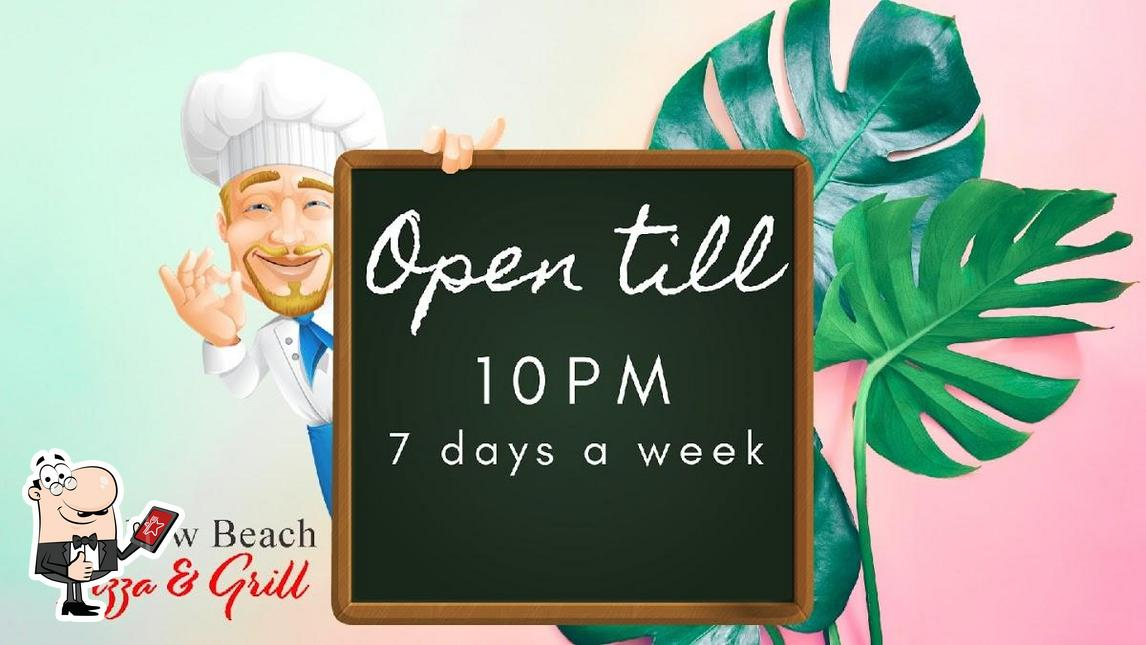 Open till
10PM
7 days a week
Beach
& Grill